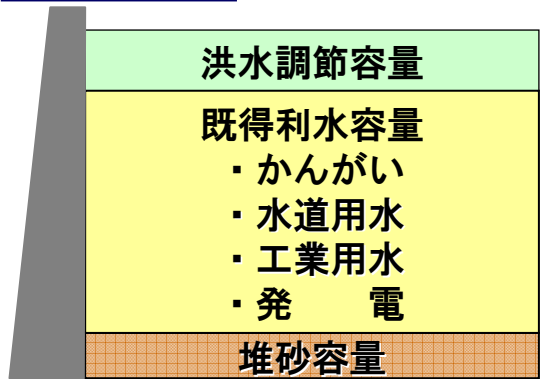 洪水調節容量
既得利水容量
・かんがい
・水道用水
・工業用水
・発　　電
堆砂容量